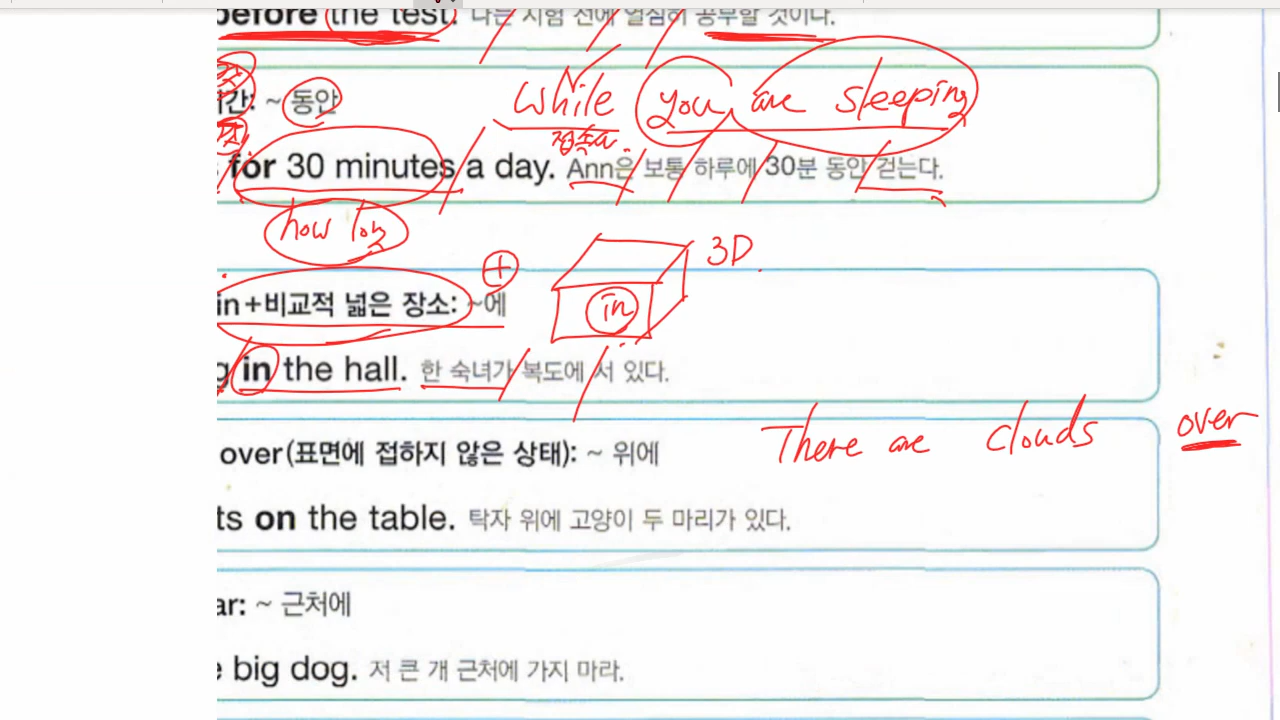 before the test. 나는 시험 전에 열심히 공부할 것이다.
간: ~ 동안 While you are sleeping
접속사
for 30 minutes a day. Ann은 보통 하루에 30분 동안 걷는다.
how long
in+비교적 넓은 장소: ~에 + in 3D
g in the hall. 한 숙녀가 복도에 서 있다.
There are clouds over
over(표면에 접하지 않은 상태): ~ 위에
ts on the table. 탁자 위에 고양이 두 마리가 있다.
ar: ~ 근처에
e big dog. 저 큰 개 근처에 가지 마라.